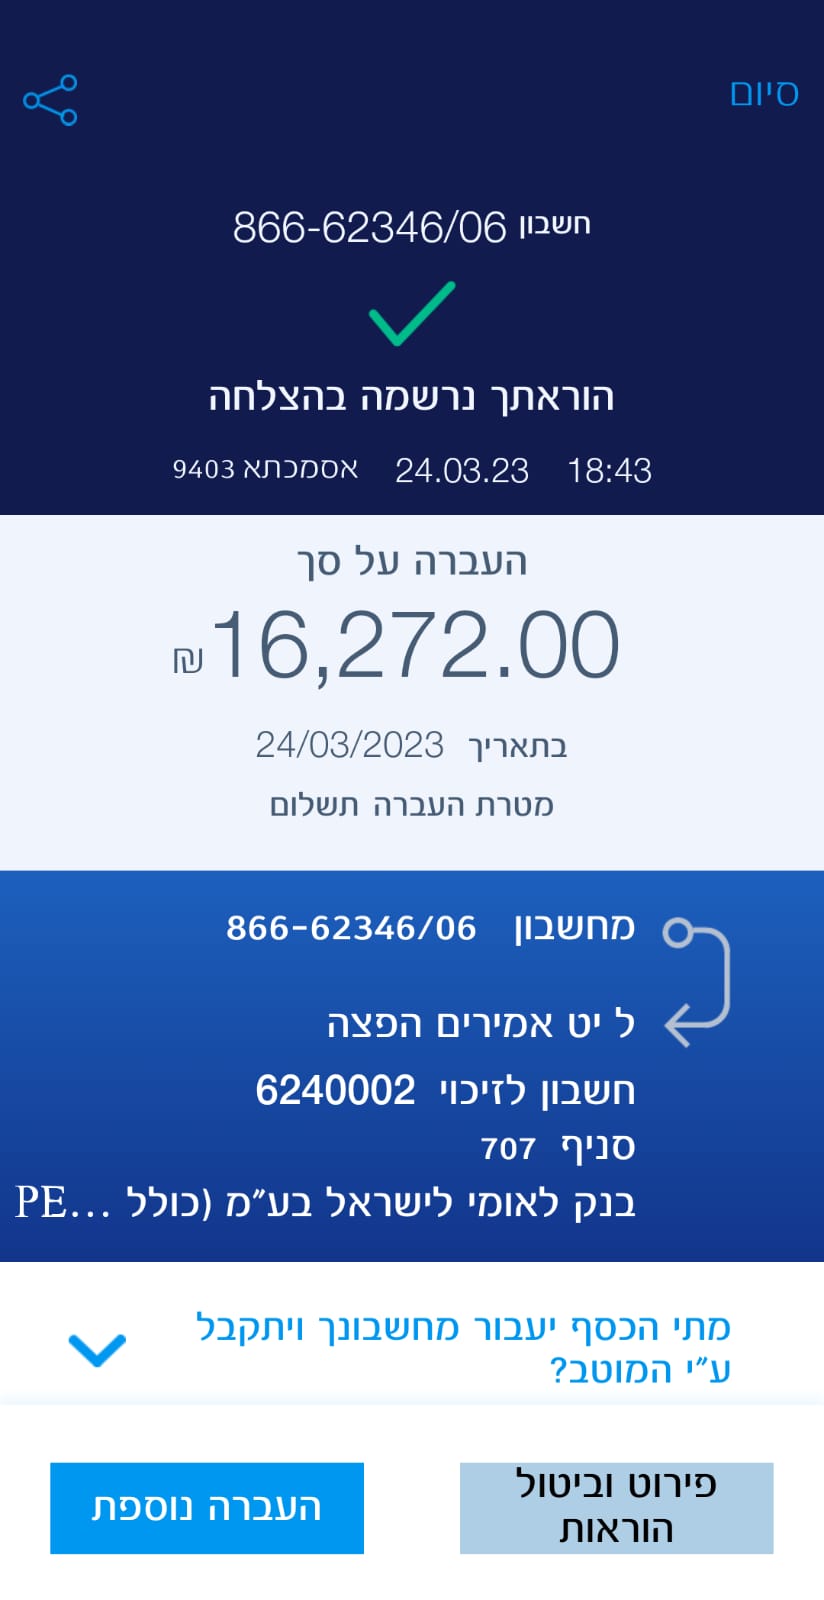 סיום
חשבון 866-62346/06
הוראתך נרשמה בהצלחה
18:43 24.03.23 אסמכתא 9403
העברה על סך
₪16,272.00
בתאריך 24/03/2023
מטרת העברה תשלום
מחשבון 866-62346/06
ל יט אמירים הפצה
חשבון לזיכוי 6240002
סניף 707
בנק לאומי לישראל בע״מ (כולל PE...
מתי הכסף יעבור מחשבונך ויתקבל
ע״י המוטב?
פירוט וביטול
הוראות
העברה נוספת